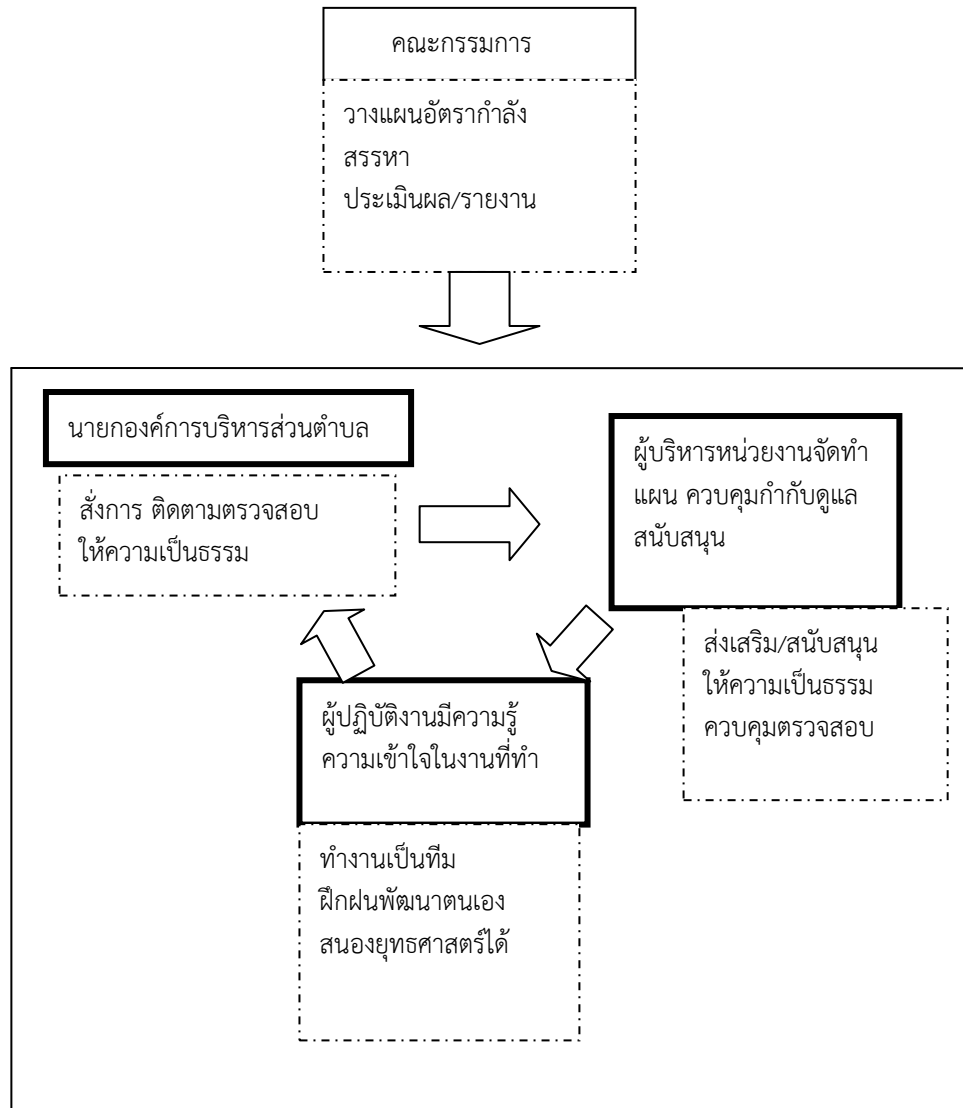 คณะกรรมการ
วางแผนอัตรากำลัง
สรรหา
ประเมินผล/รายงาน
นายกองค์การบริหารส่วนตำบล
สั่งการ ติดตามตรวจสอบ
ให้ความเป็นธรรม
ผู้บริหารหน่วยงานจัดทำ
แผน ควบคุมกำกับดูแล
สนับสนุน
ส่งเสริม/สนับสนุน
ให้ความเป็นธรรม
ควบคุมตรวจสอบ
ผู้ปฏิบัติงานมีความรู้
ความเข้าใจในงานที่ทำ
ทำงานเป็นทีม
ฝึกฝนพัฒนาตนเอง
สนองยุทธศาสตร์ได้